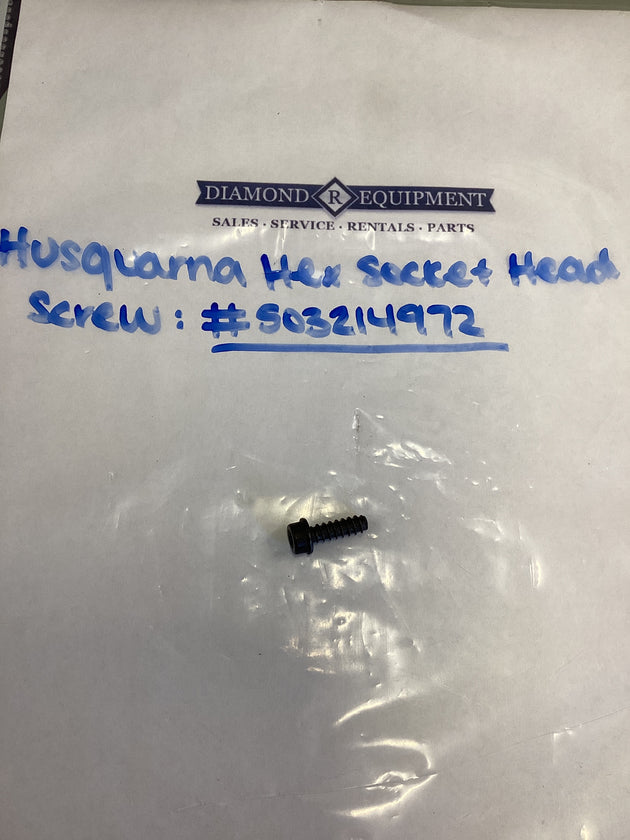 DIAMOND R EQUIPMENT
SALES · SERVICE · RENTALS · PARTS
Husqvarna Hex Socket Head
Screw: #503214972